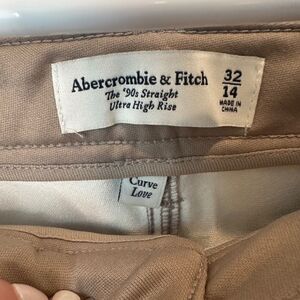 Abercrombie & Fitch
The '90s Straight
Ultra High Rise
32
14
MADE IN
CHINA
Curve
Love